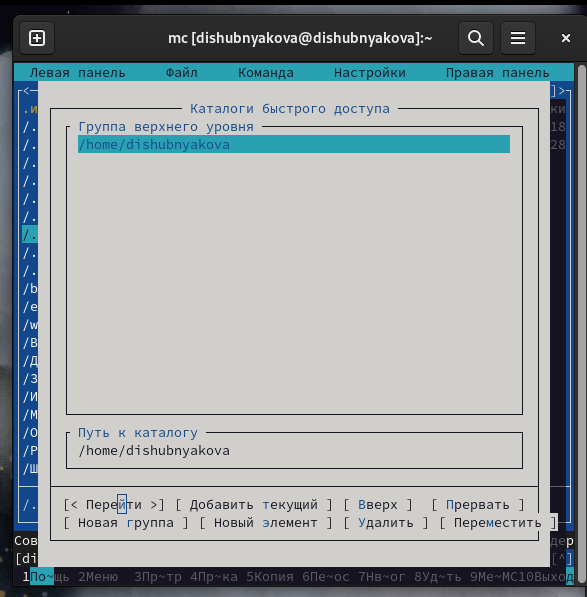 mc [dishubnyakova@dishubnyakova]:~
Левая панель Файл Команда Настройки Правая панель
Каталоги быстрого доступа
Группа верхнего уровня
/home/dishubnyakova
Путь к каталогу
/home/dishubnyakova
[< Перейти >] [ Добавить текущий ] [ Вверх ] [ Прервать ]
[ Новая группа ] [ Новый элемент ] [ Удалить ] [ Переместить ]
1По~щь 2Меню 3Пр~тр 4Пр~ка 5Копия 6Пе~ос 7Нв~ог 8Уд~ть 9Ме~МС10Выход